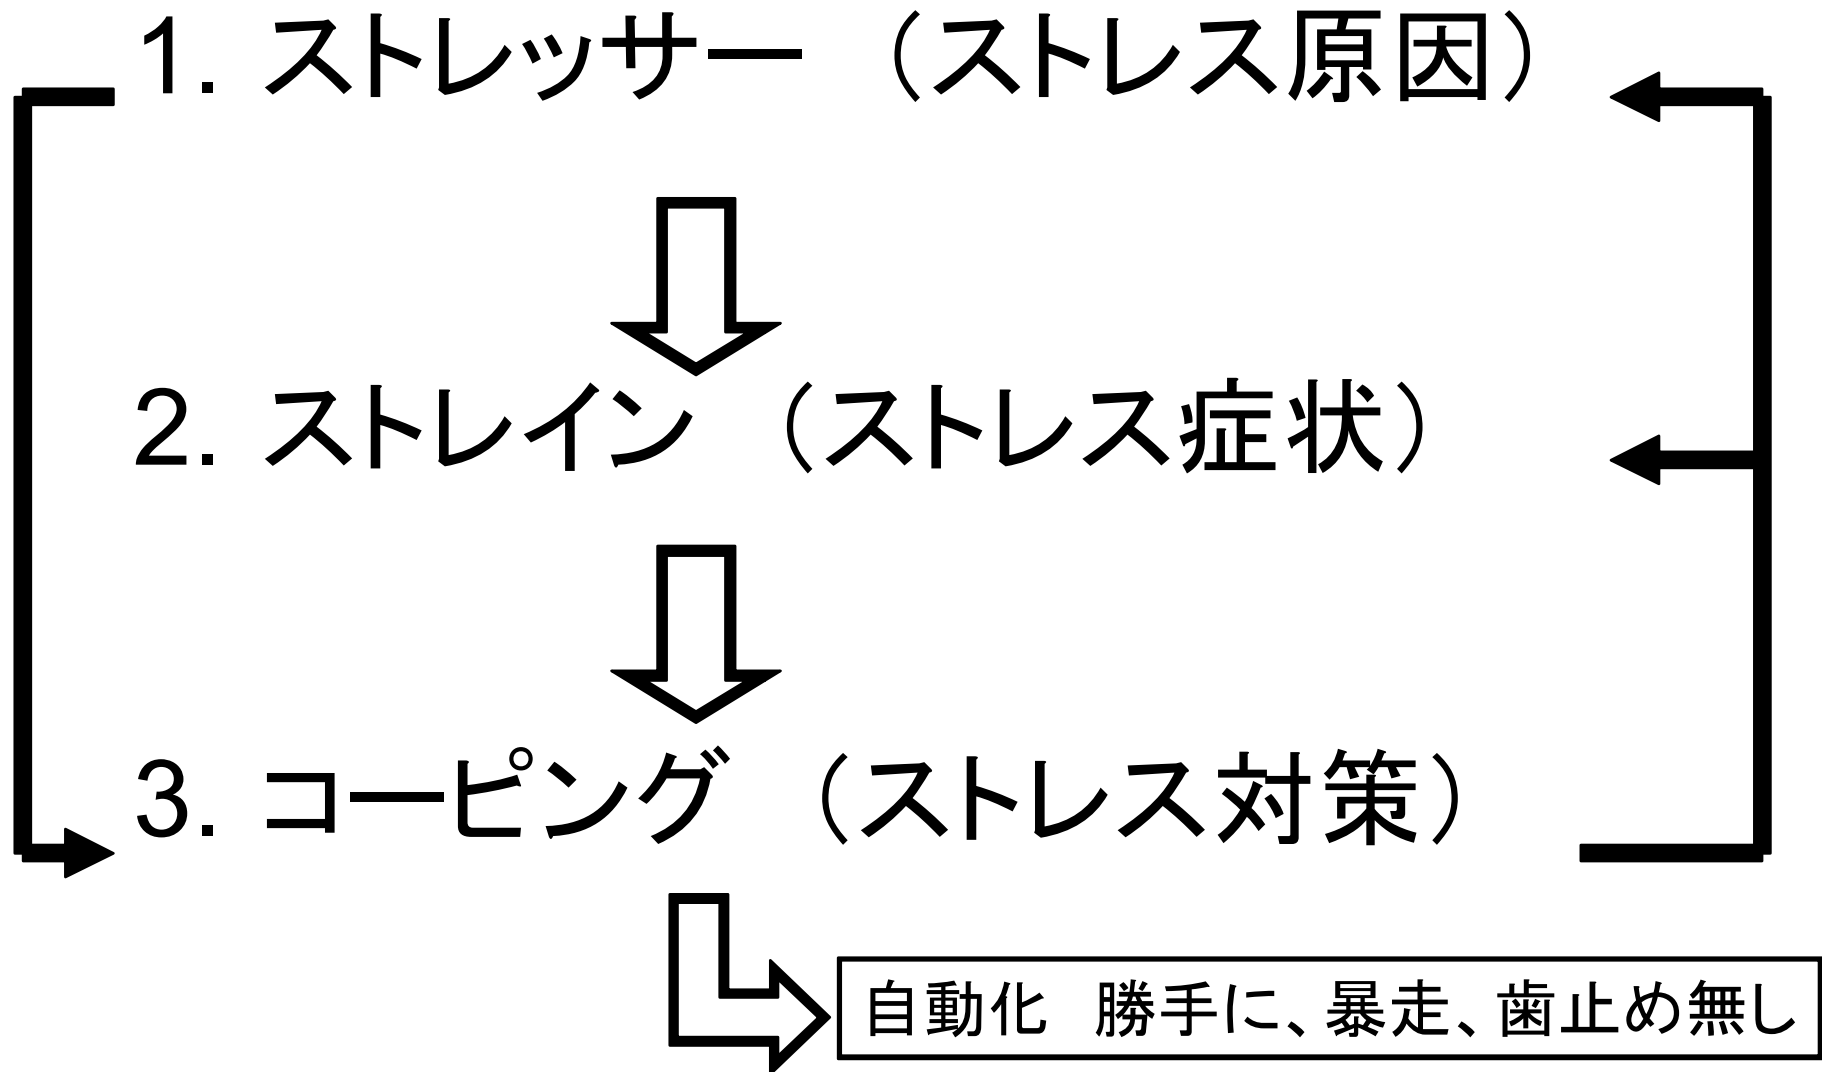 1. ストレッサー（ストレス原因）
2. ストレイン（ストレス症状）
3. コーピング（ストレス対策）
自動化　勝手に、暴走、歯止め無し